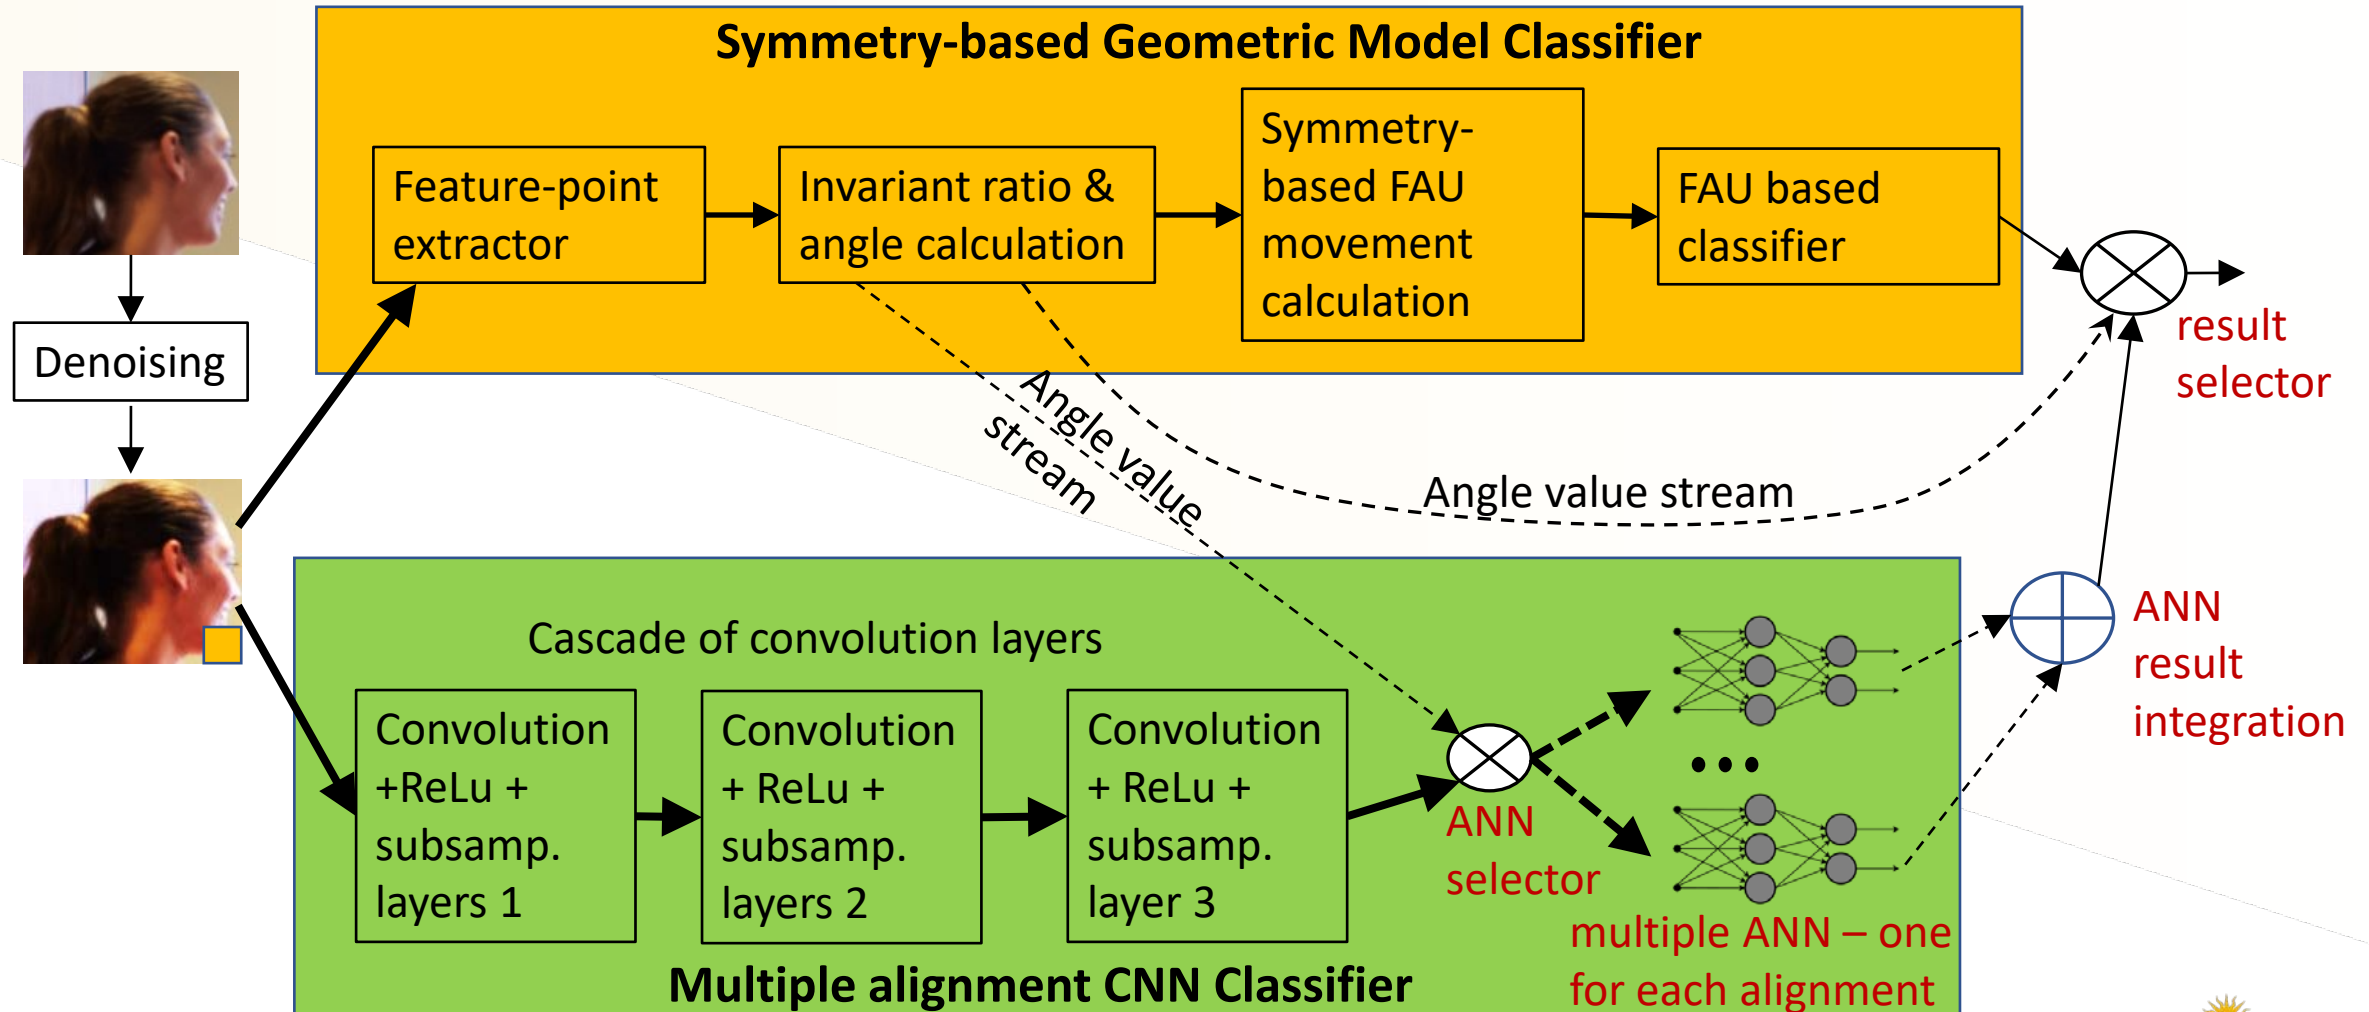 Symmetry-based Geometric Model Classifier
Feature-point
extractor
Invariant ratio &
angle calculation
Symmetry-
based FAU
movement
calculation
FAU based
classifier
result
selector
Denoising
Angle value
stream
Angle value stream
Cascade of convolution layers
Convolution
+ReLu +
subsamp.
layers 1
Convolution
+ ReLu +
subsamp.
layers 2
Convolution
+ ReLu +
subsamp.
layer 3
ANN
selector
multiple ANN – one
for each alignment
ANN
result
integration
Multiple alignment CNN Classifier